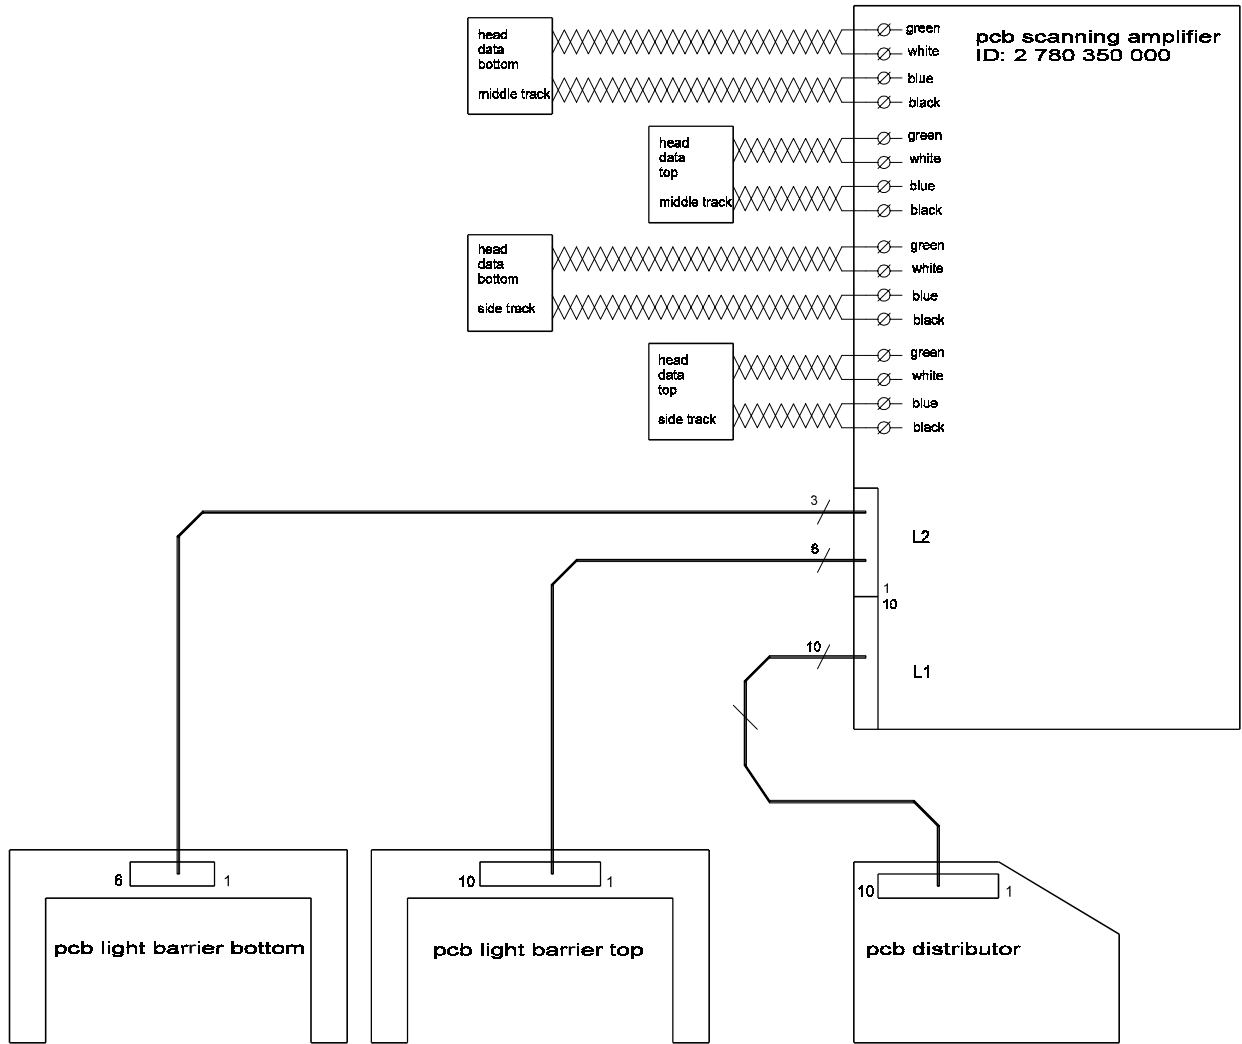 head
data
bottom
middle track
green
white
blue
black
pcb scanning amplifier
ID: 2 780 350 000
head
data
top
middle track
green
white
blue
black
head
data
bottom
side track
green
white
blue
black
head
data
top
side track
green
white
blue
black
3
L2
8
1
10
10
L1
6
1
pcb light barrier bottom
10
1
pcb light barrier top
10
1
pcb distributor